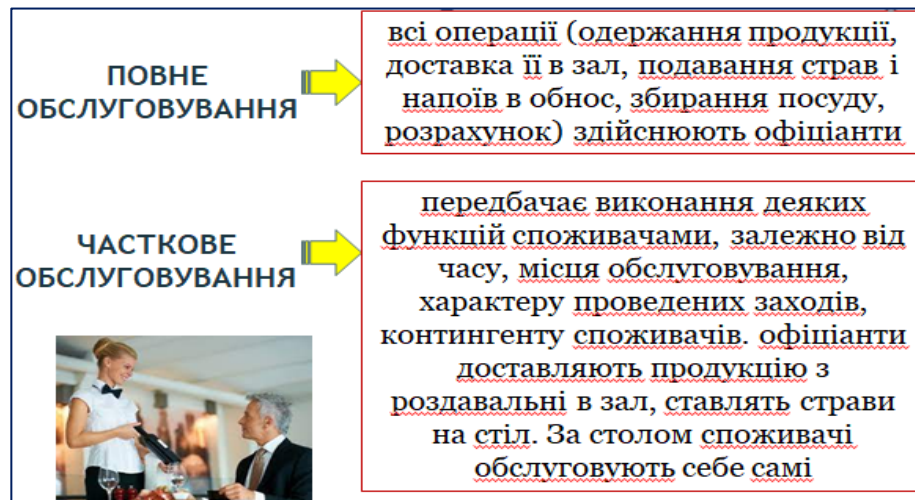 ПОВНЕ
ОБСЛУГОВУВАННЯ
всі операції (одержання продукції,
доставка її в зал, подавання страв і
напоїв в обнос, збирання посуду,
розрахунок) здійснюють офіціанти
ЧАСТКОВЕ
ОБСЛУГОВУВАННЯ
передбачає виконання деяких
функцій споживачами, залежно від
часу, місця обслуговування,
характеру проведених заходів,
контингенту споживачів. офіціанти
доставляють продукцію з
роздавальні в зал, ставлять страви
на стіл. За столом споживачі
обслуговують себе самі